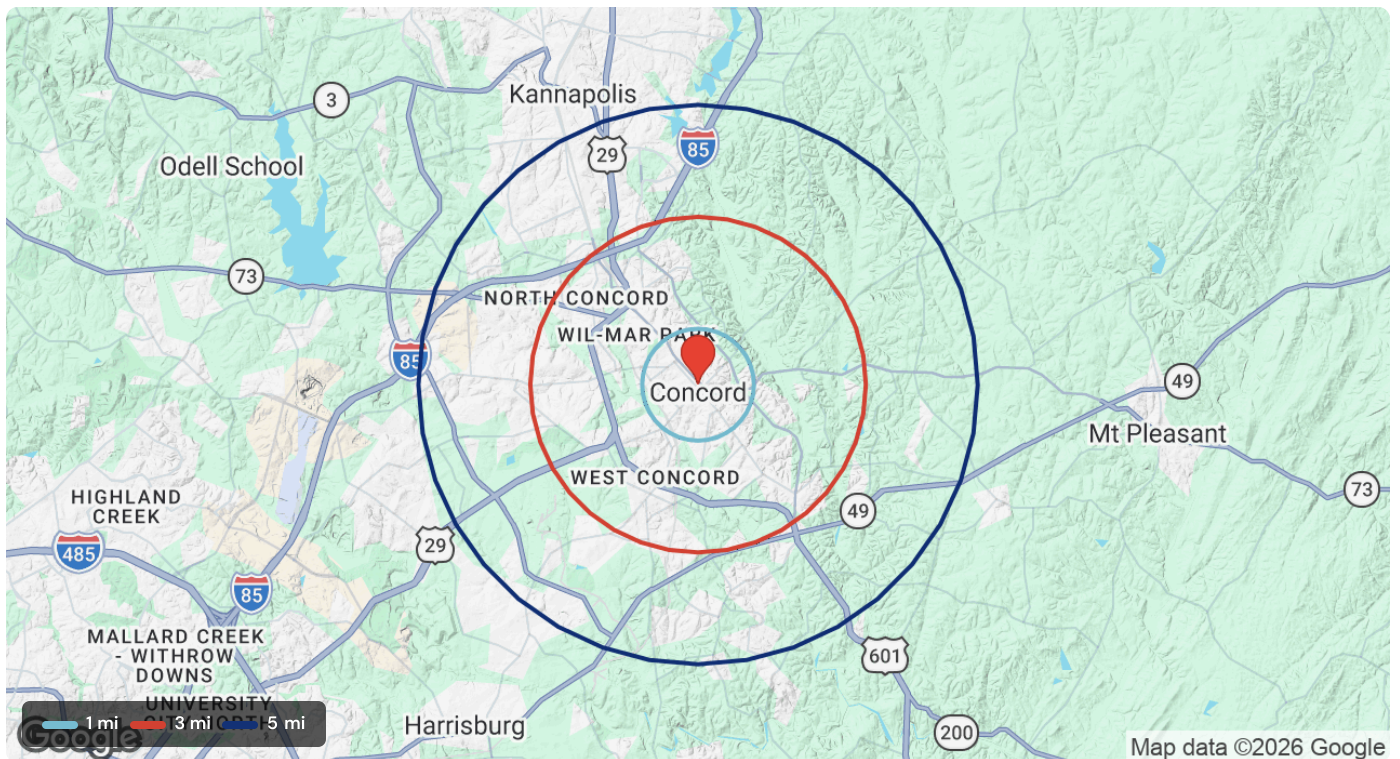 Kannapolis
3
29
85
Odell School
73
NORTH CONCORD
WIL-MAR PARK
85
Concord
49
Mt Pleasant
WEST CONCORD
73
HIGHLAND
CREEK
49
29
485
85
MALLARD CREEK
- WITHROW
DOWNS
601
UNIVERSITY
CITY NORTH
1 mi
3 mi
5 mi
Harrisburg
200
Google
Map data ©2026 Google